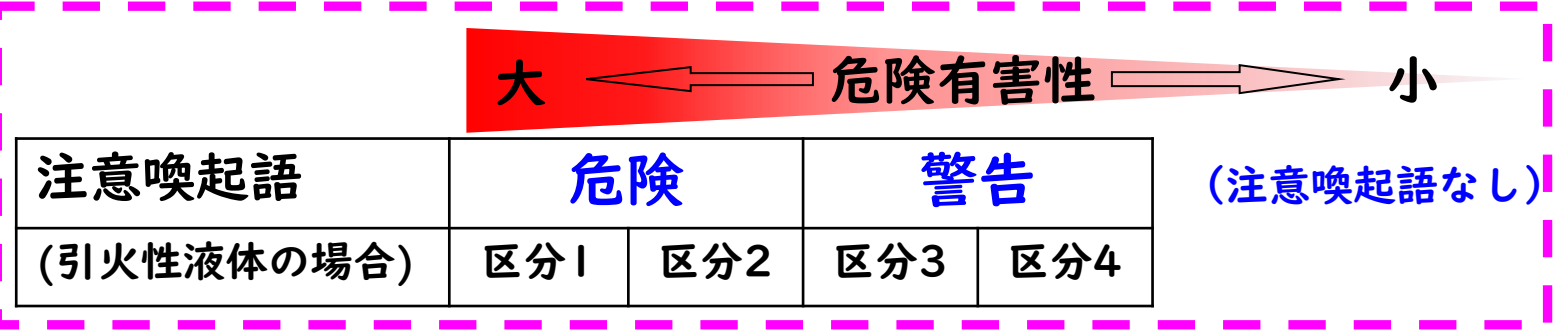 大 危険有害性 小
注意喚起語 危険 警告 (注意喚起語なし)
(引火性液体の場合) 区分1 区分2 区分3 区分4